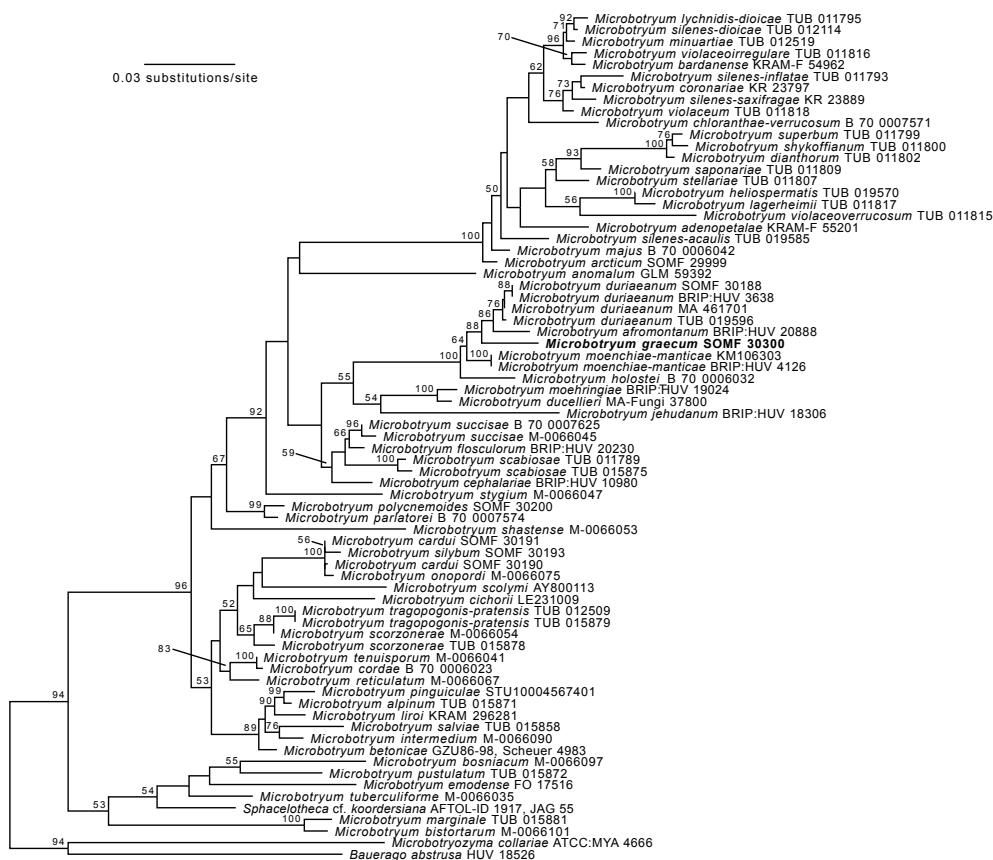 92 Microbotryum lychnidis-dioicae TUB 011795
71 Microbotryum silenes-dioicae TUB 012114
96 Microbotryum minuartiae TUB 012519
70 Microbotryum violaceoirregulare TUB 011816
Microbotryum bardanense KRAM-F 54962
62 Microbotryum silenes-inflatae TUB 011793
0.03 substitutions/site
73 Microbotryum coronariae KR 23797
76 Microbotryum silenes-saxifragae KR 23889
Microbotryum violaceum TUB 011818
Microbotryum chloranthae-verrucosum B 70 0007571
76 Microbotryum superbum TUB 011799
100 Microbotryum shykoffianum TUB 011800
93 Microbotryum dianthorum TUB 011802
58 Microbotryum saponariae TUB 011809
Microbotryum stellariae TUB 011807
50 100 Microbotryum heliospermatis TUB 019570
56 Microbotryum lagerheimii TUB 011817
Microbotryum violaceoverrucosum TUB 011815
Microbotryum adenopetalae KRAM-F 55201
100 Microbotryum silenes-acaulis TUB 019585
Microbotryum majus B 70 0006042
Microbotryum arcticum SOMF 29999
Microbotryum anomalum GLM 59392
88 Microbotryum duriaeanum SOMF 30188
Microbotryum duriaeanum BRIP:HUV 3638
76 Microbotryum duriaeanum MA 461701
86 Microbotryum duriaeanum TUB 019596
88 Microbotryum afromontanum BRIP:HUV 20888
64 Microbotryum graecum SOMF 30300
100 100 Microbotryum moenchiae-manticae KM106303
Microbotryum moenchiae-manticae BRIP:HUV 4126
Microbotryum holostei B 70 0006032
55 100 Microbotryum moehringiae BRIP:HUV 19024
54 Microbotryum ducellieri MA-Fungi 37800
Microbotryum jehudanum BRIP:HUV 18306
92 96 Microbotryum succisae B 70 0007625
66 Microbotryum succisae M-0066045
59 Microbotryum flosculorum BRIP:HUV 20230
67 100 Microbotryum scabiosae TUB 011789
Microbotryum scabiosae TUB 015875
Microbotryum cephalariae BRIP:HUV 10980
Microbotryum stygium M-0066047
99 Microbotryum polycnemoides SOMF 30200
Microbotryum parlatorei B 70 0007574
Microbotryum shastense M-0066053
56 Microbotryum cardui SOMF 30191
100 Microbotryum silybum SOMF 30193
Microbotryum cardui SOMF 30190
Microbotryum onopordi M-0066075
96 Microbotryum scolymi AY800113
Microbotryum cichorii LE231009
52 100 Microbotryum tragopogonis-pratensis TUB 012509
88 Microbotryum tragopogonis-pratensis TUB 015879
65 Microbotryum scorzonerae M-0066054
Microbotryum scorzonerae TUB 015878
83 100 Microbotryum tenuisporum M-0066041
Microbotryum cordae B 70 0006023
53 Microbotryum reticulatum M-0066067
94 99 Microbotryum pinguiculae STU10004567401
90 Microbotryum alpinum TUB 015871
Microbotryum liroi KRAM 296281
89 76 Microbotryum salviae TUB 015858
Microbotryum intermedium M-0066090
Microbotryum betonicae GZU86-98, Scheuer 4983
55 Microbotryum bosniacum M-0066097
Microbotryum pustulatum TUB 015872
54 Microbotryum emodense FO 17516
Microbotryum tuberculiforme M-0066035
53 Sphacelotheca cf. koordersiana AFTOL-ID 1917, JAG 55
100 Microbotryum marginale TUB 015881
Microbotryum bistortarum M-0066101
94 Microbotryozyma collariae ATCC:MYA 4666
Bauerago abstrusa HUV 18526